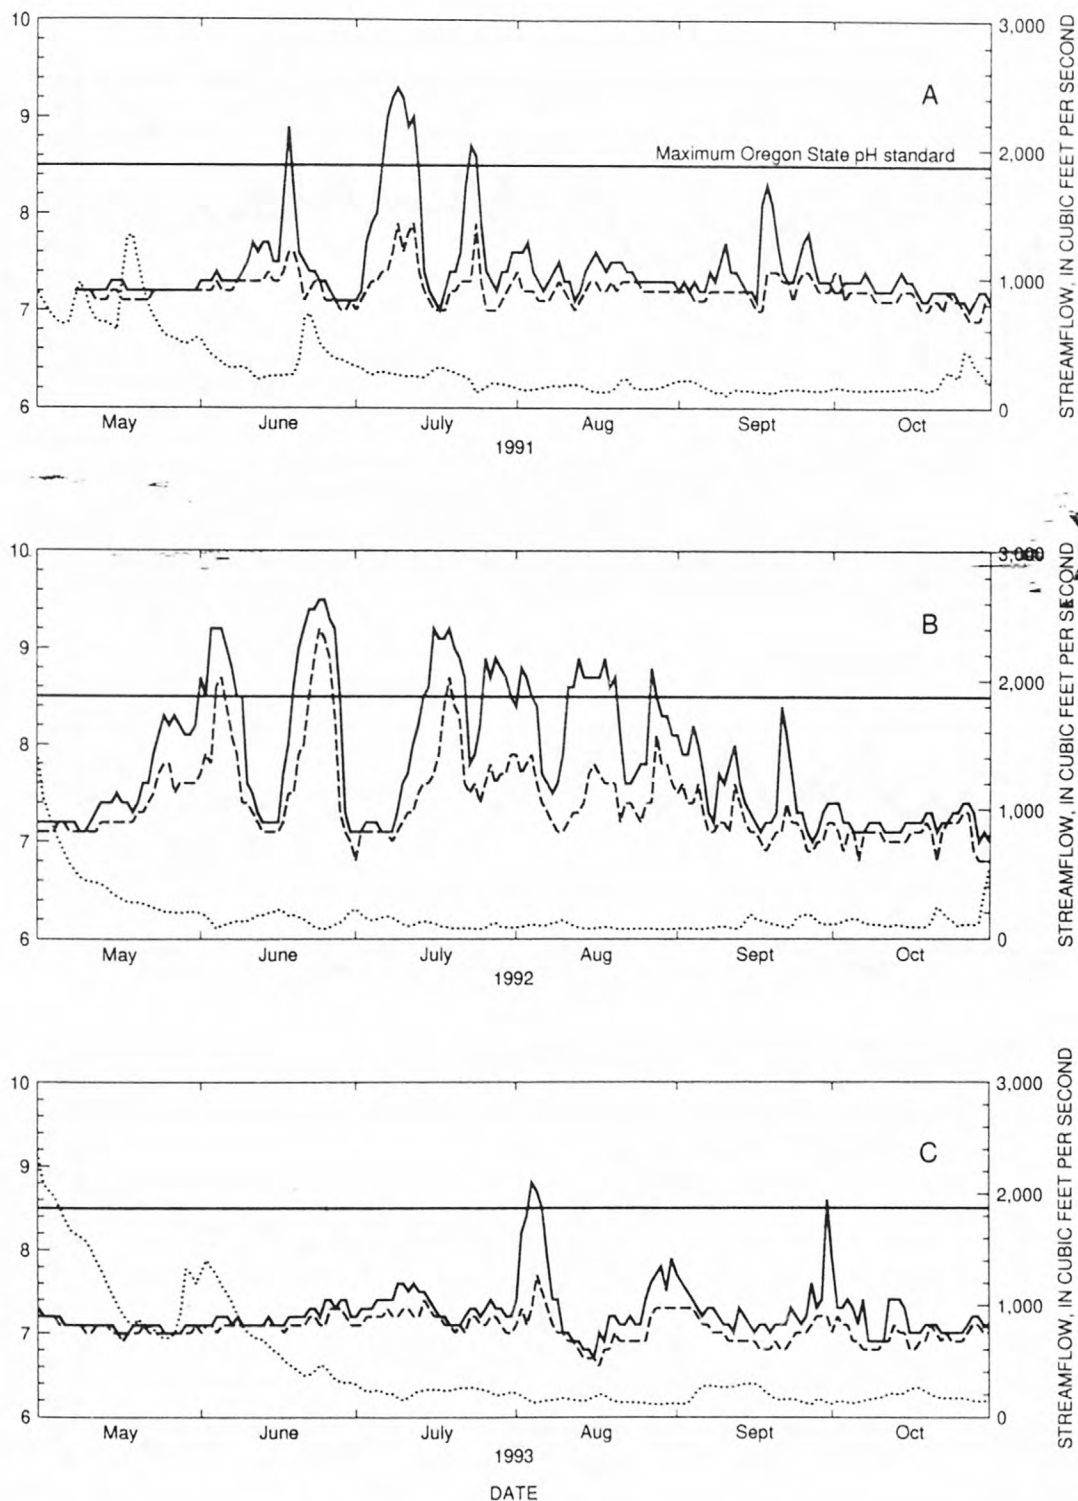 10
9
8
7
6
3,000
2,000
1,000
0
A
Maximum Oregon State pH standard
STREAMFLOW, IN CUBIC FEET PER SECOND
May June July Aug Sept Oct
1991
10
9
8
7
6
3,000
2,000
1,000
0
B
STREAMFLOW, IN CUBIC FEET PER SECOND
May June July Aug Sept Oct
1992
10
9
8
7
6
3,000
2,000
1,000
0
C
STREAMFLOW, IN CUBIC FEET PER SECOND
May June July Aug Sept Oct
1993
DATE